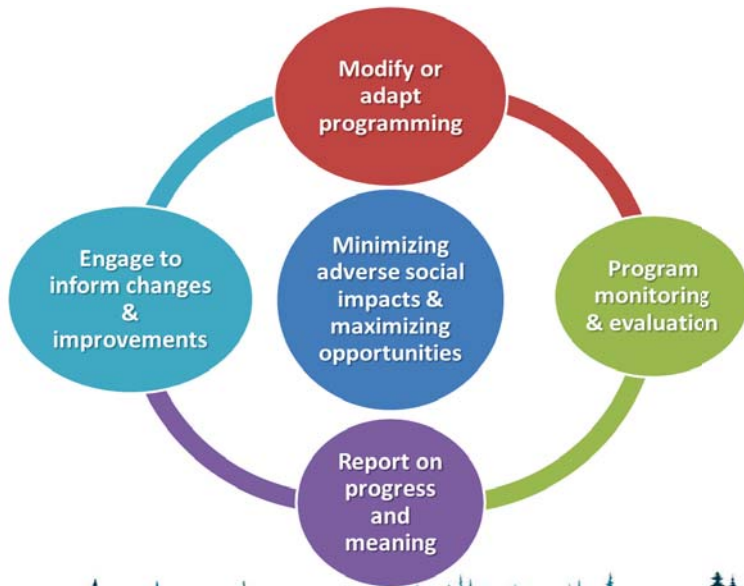 Modify or
adapt
programming
Engage to
inform changes
&
improvements
Minimizing
adverse social
impacts &
maximizing
opportunities
Program
monitoring
& evaluation
Report on
progress
and
meaning